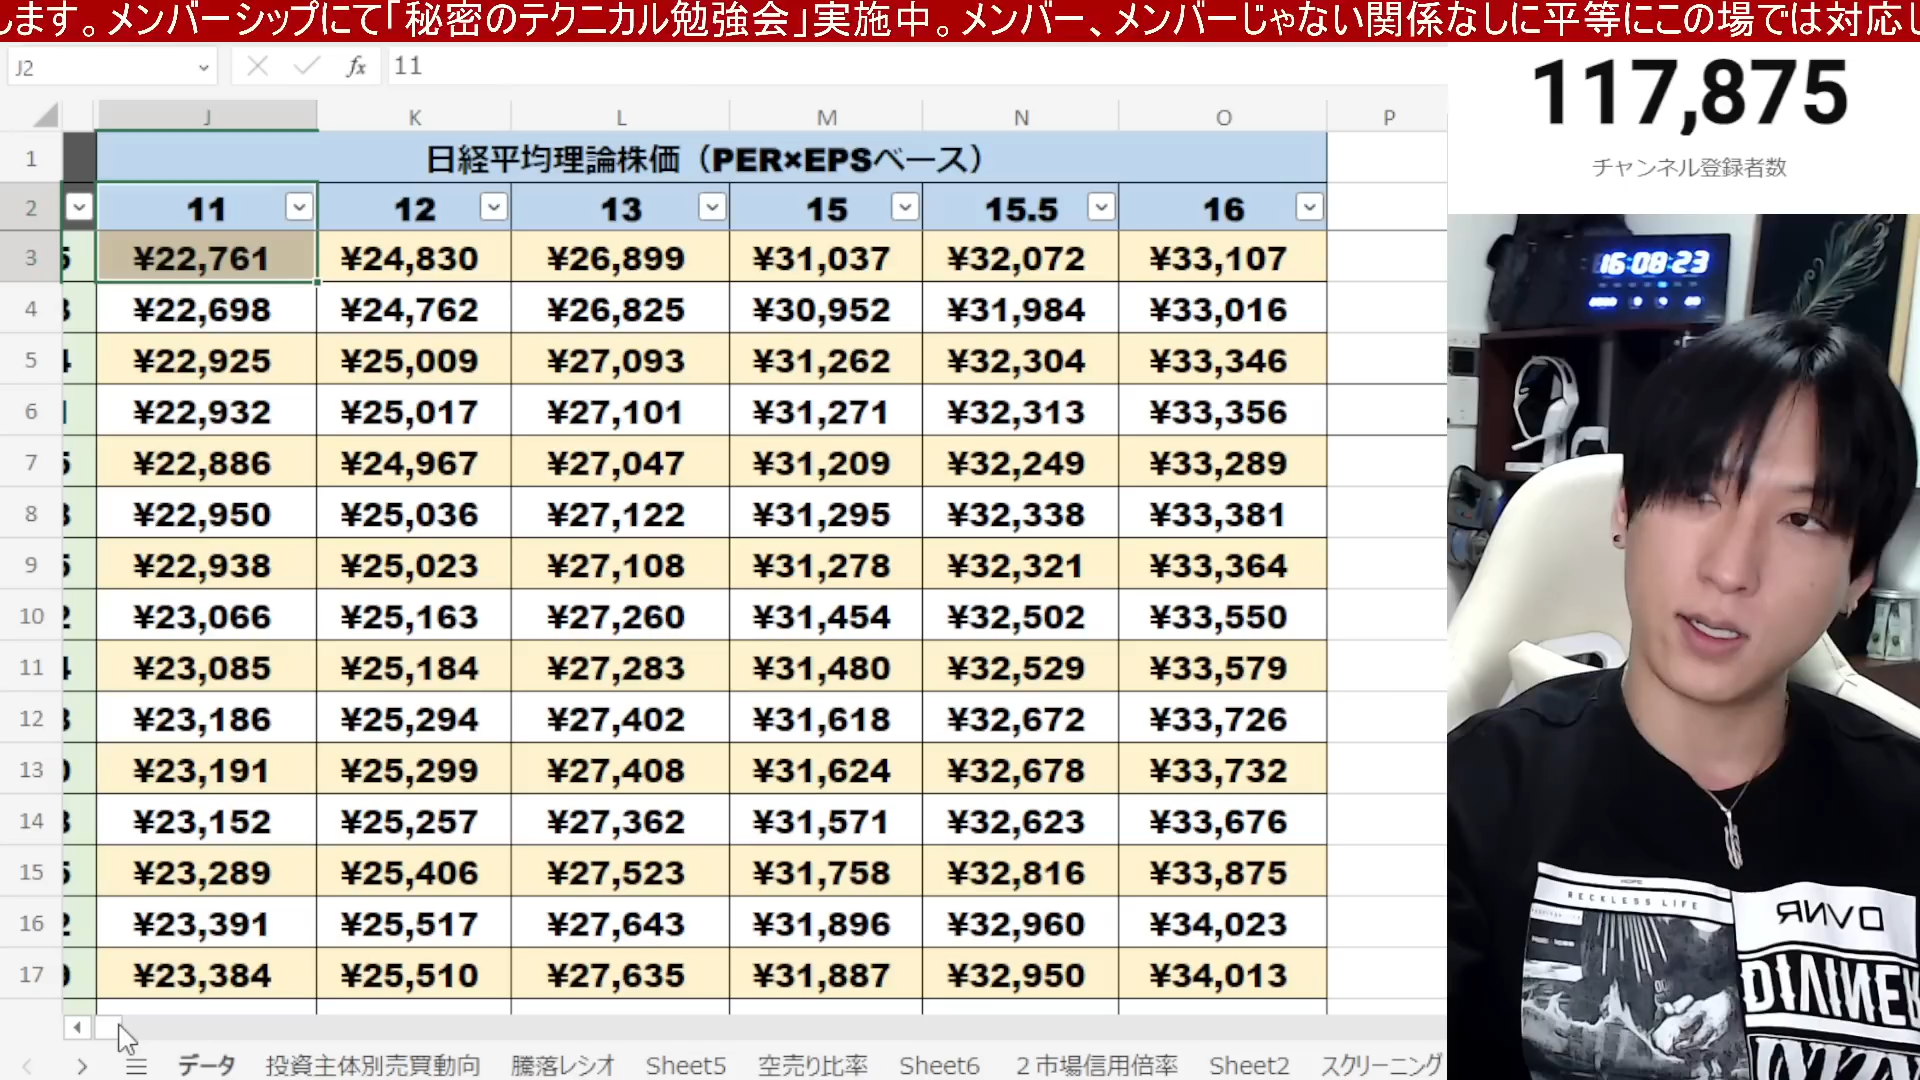 します。メンバーシップにて「秘密のテクニカル勉強会」実施中。メンバー、メンバーじゃない関係なしに平等にこの場では対応し
J2 fx 11
117,875
チャンネル登録者数
J K L M N O P
1 日経平均理論株価（PER×EPSベース）
2 11 12 13 15 15.5 16
3 ¥22,761 ¥24,830 ¥26,899 ¥31,037 ¥32,072 ¥33,107
4 ¥22,698 ¥24,762 ¥26,825 ¥30,952 ¥31,984 ¥33,016
5 ¥22,925 ¥25,009 ¥27,093 ¥31,262 ¥32,304 ¥33,346
6 ¥22,932 ¥25,017 ¥27,101 ¥31,271 ¥32,313 ¥33,356
7 ¥22,886 ¥24,967 ¥27,047 ¥31,209 ¥32,249 ¥33,289
8 ¥22,950 ¥25,036 ¥27,122 ¥31,295 ¥32,338 ¥33,381
9 ¥22,938 ¥25,023 ¥27,108 ¥31,278 ¥32,321 ¥33,364
10 ¥23,066 ¥25,163 ¥27,260 ¥31,454 ¥32,502 ¥33,550
11 ¥23,085 ¥25,184 ¥27,283 ¥31,480 ¥32,529 ¥33,579
12 ¥23,186 ¥25,294 ¥27,402 ¥31,618 ¥32,672 ¥33,726
13 ¥23,191 ¥25,299 ¥27,408 ¥31,624 ¥32,678 ¥33,732
14 ¥23,152 ¥25,257 ¥27,362 ¥31,571 ¥32,623 ¥33,676
15 ¥23,289 ¥25,406 ¥27,523 ¥31,758 ¥32,816 ¥33,875
16 ¥23,391 ¥25,517 ¥27,643 ¥31,896 ¥32,960 ¥34,023
17 ¥23,384 ¥25,510 ¥27,635 ¥31,887 ¥32,950 ¥34,013
データ 投資主体別売買動向 騰落レシオ Sheet5 空売り比率 Sheet6 ２市場信用倍率 Sheet2 スクリーニング
16:08:23
RECKLESS LIFE
DVNR